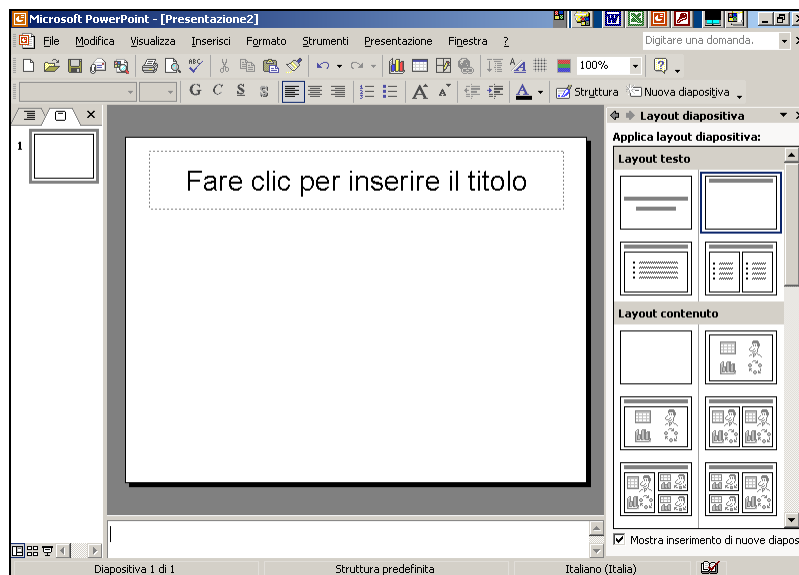 Microsoft PowerPoint - [Presentazione2]
File Modifica Visualizza Inserisci Formato Strumenti Presentazione Finestra ? Digitare una domanda.
100%
G C S S Struttura Nuova diapositiva
Layout diapositiva
Applica layout diapositiva:
1
Layout testo
Fare clic per inserire il titolo
Layout contenuto
Mostra inserimento di nuove diapos
Diapositiva 1 di 1 Struttura predefinita Italiano (Italia)